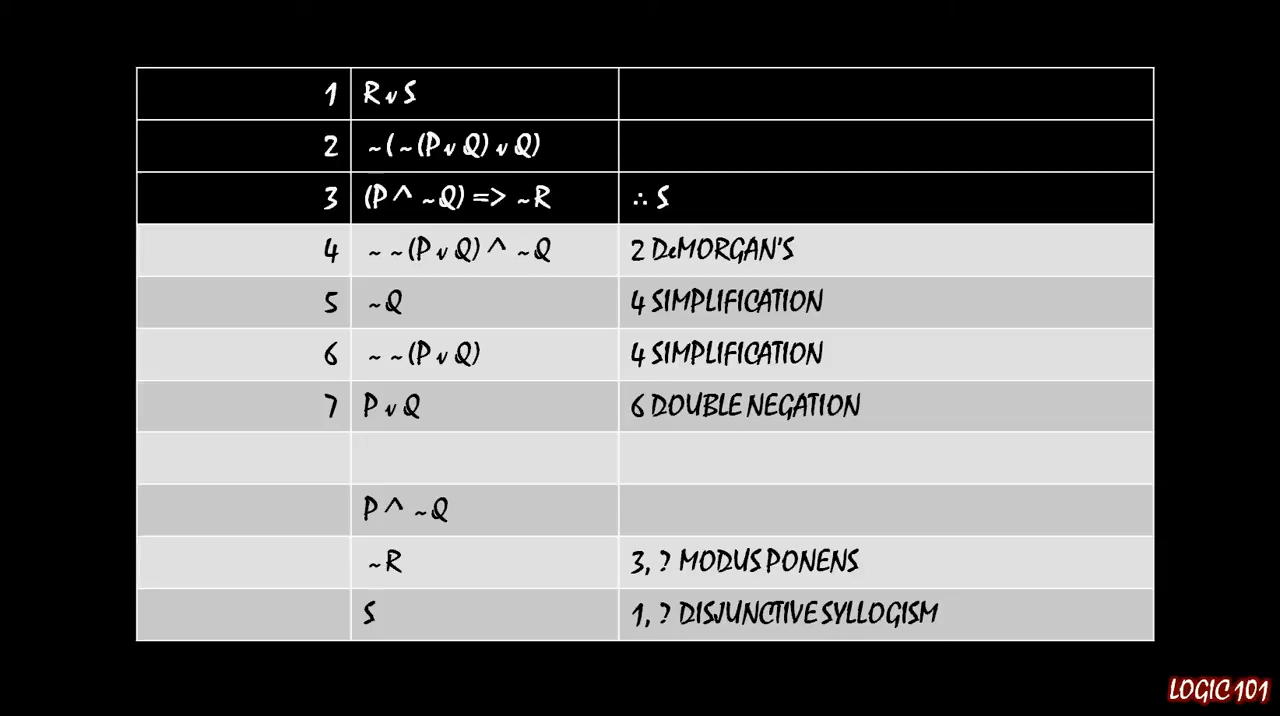 1 R v S
2 ~(~(P v Q) v Q)
3 (P ^ ~Q) => ~R ∴ S
4 ~ ~(P v Q) ^ ~Q 2 DeMORGAN'S
5 ~Q 4 SIMPLIFICATION
6 ~ ~(P v Q) 4 SIMPLIFICATION
7 P v Q 6 DOUBLE NEGATION
P ^ ~Q
~R 3, ? MODUS PONENS
S 1, ? DISJUNCTIVE SYLLOGISM
LOGIC 101